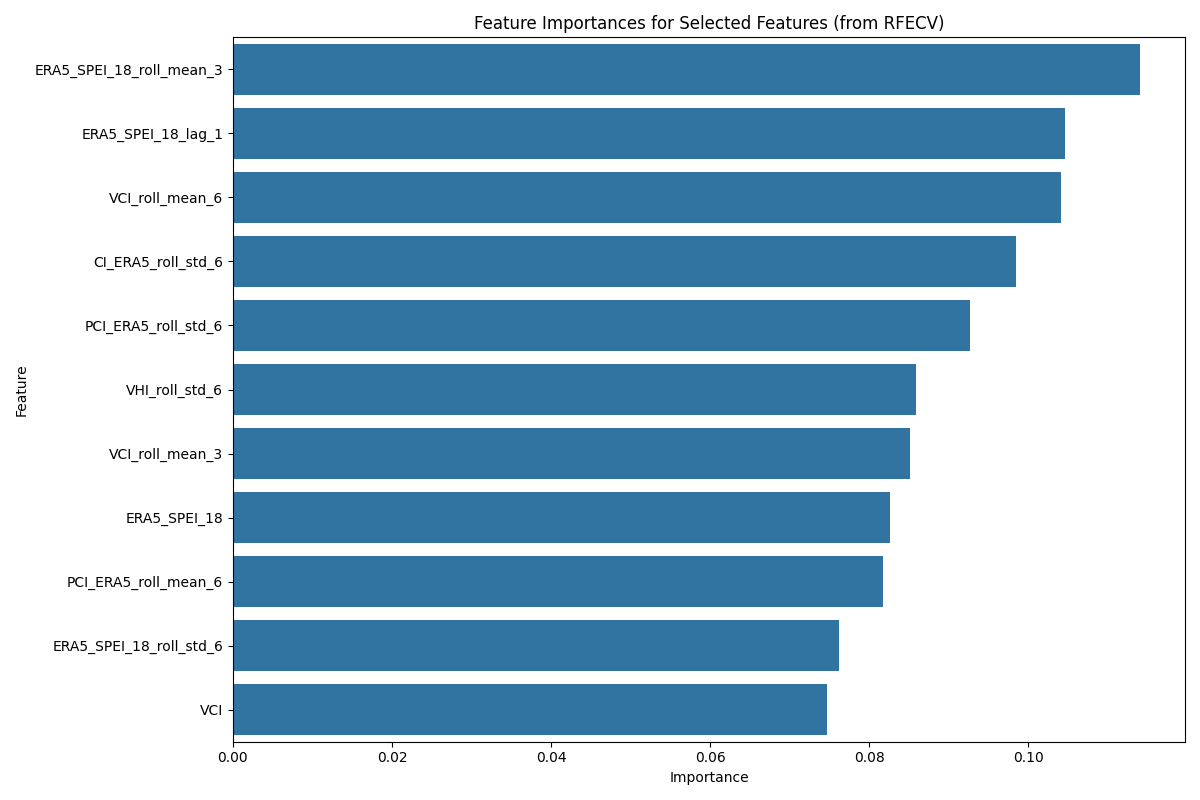 Feature Importances for Selected Features (from RFECV)
ERA5_SPEI_18_roll_mean_3
ERA5_SPEI_18_lag_1
VCI_roll_mean_6
CI_ERA5_roll_std_6
PCI_ERA5_roll_std_6
VHI_roll_std_6
VCI_roll_mean_3
ERA5_SPEI_18
PCI_ERA5_roll_mean_6
ERA5_SPEI_18_roll_std_6
VCI
Feature
0.00 0.02 0.04 0.06 0.08 0.10
Importance